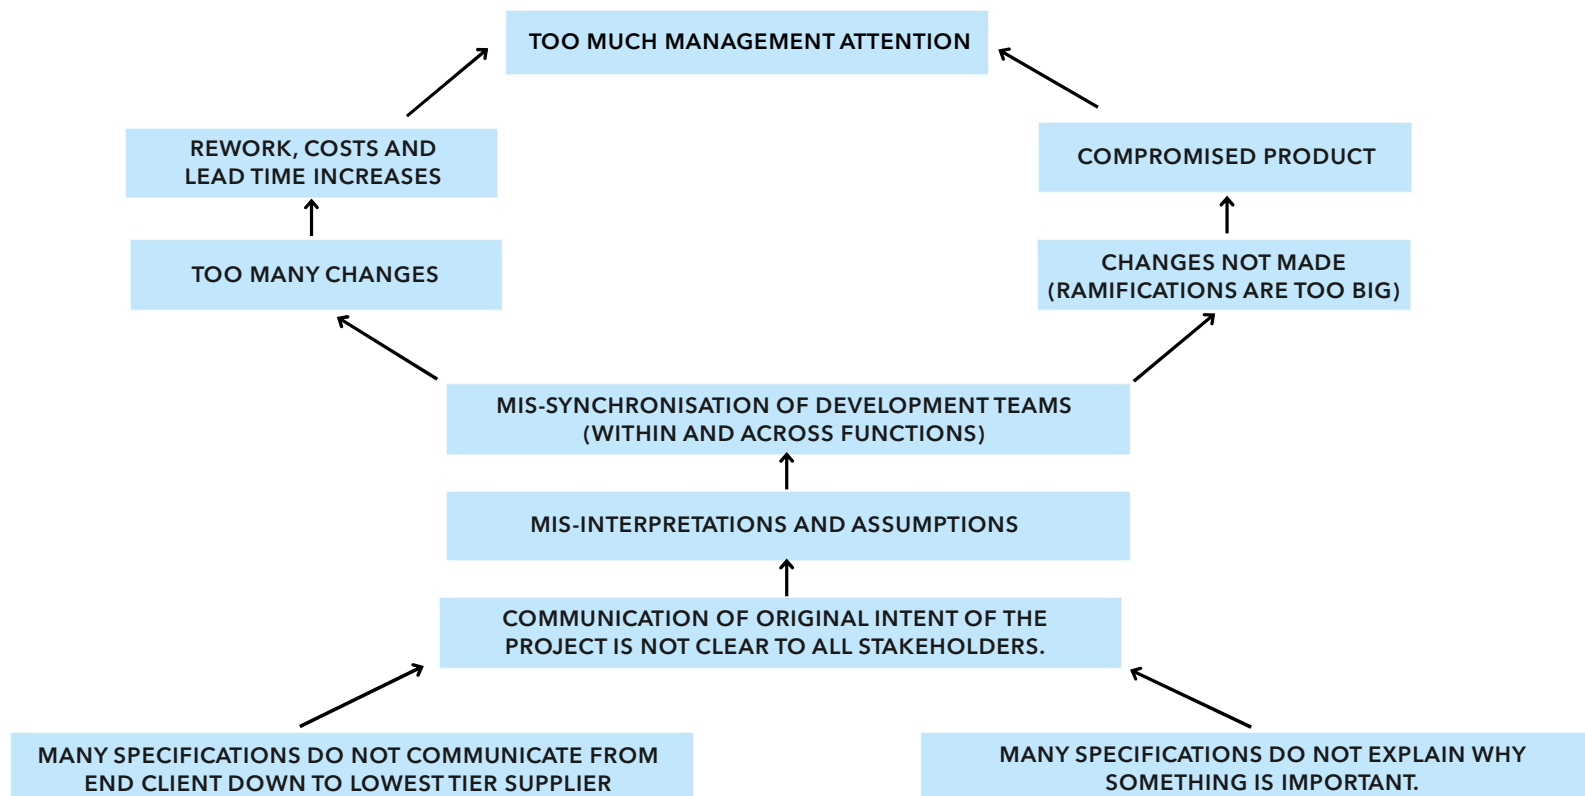 TOO MUCH MANAGEMENT ATTENTION
REWORK, COSTS AND
LEAD TIME INCREASES
COMPROMISED PRODUCT
TOO MANY CHANGES
CHANGES NOT MADE
(RAMIFICATIONS ARE TOO BIG)
MIS-SYNCHRONISATION OF DEVELOPMENT TEAMS
(WITHIN AND ACROSS FUNCTIONS)
MIS-INTERPRETATIONS AND ASSUMPTIONS
COMMUNICATION OF ORIGINAL INTENT OF THE
PROJECT IS NOT CLEAR TO ALL STAKEHOLDERS.
MANY SPECIFICATIONS DO NOT COMMUNICATE FROM
END CLIENT DOWN TO LOWEST TIER SUPPLIER
MANY SPECIFICATIONS DO NOT EXPLAIN WHY
SOMETHING IS IMPORTANT.